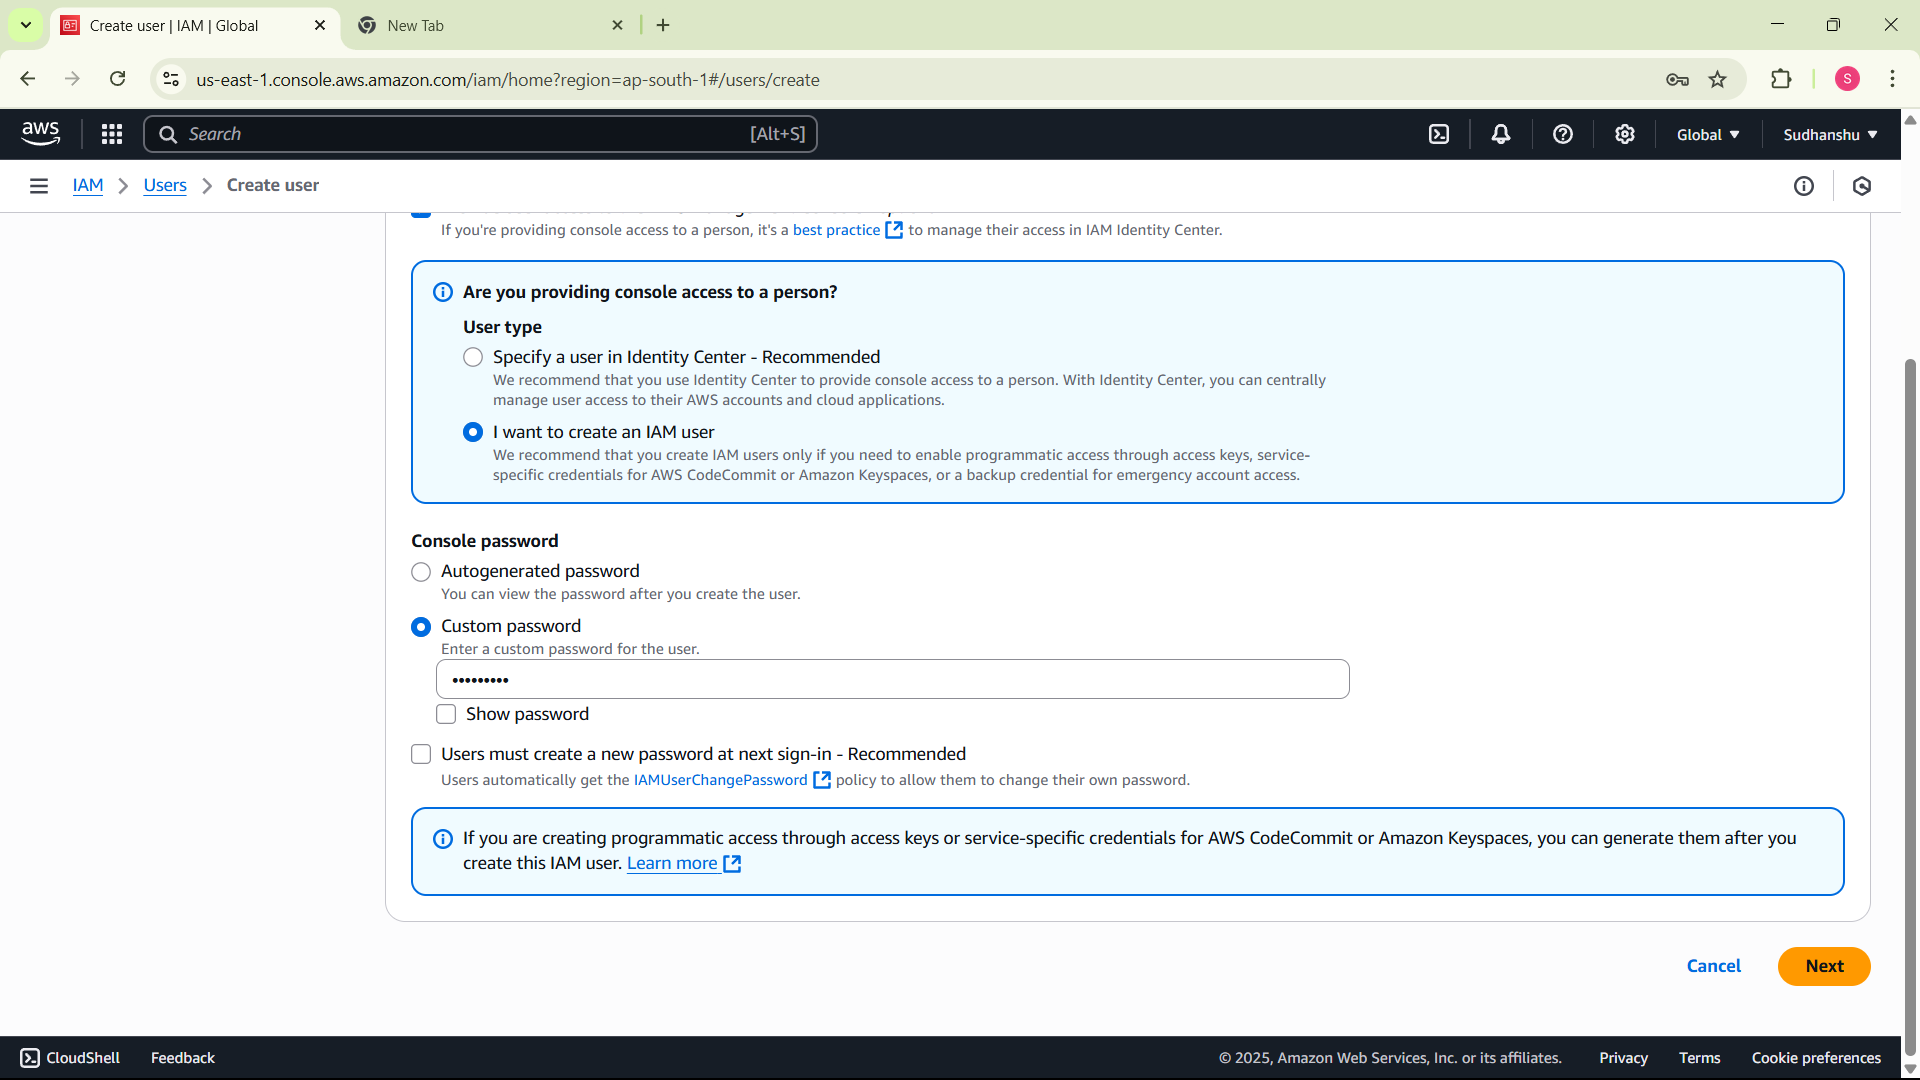 Create user | IAM | Global
New Tab
us-east-1.console.aws.amazon.com/iam/home?region=ap-south-1#/users/create
S
aws
Search
[Alt+S]
Global
Sudhanshu
IAM
Users
Create user
If you're providing console access to a person, it's a best practice to manage their access in IAM Identity Center.
Are you providing console access to a person?
User type
Specify a user in Identity Center - Recommended
We recommend that you use Identity Center to provide console access to a person. With Identity Center, you can centrally
manage user access to their AWS accounts and cloud applications.
I want to create an IAM user
We recommend that you create IAM users only if you need to enable programmatic access through access keys, service-
specific credentials for AWS CodeCommit or Amazon Keyspaces, or a backup credential for emergency account access.
Console password
Autogenerated password
You can view the password after you create the user.
Custom password
Enter a custom password for the user.
•••••••••
Show password
Users must create a new password at next sign-in - Recommended
Users automatically get the IAMUserChangePassword policy to allow them to change their own password.
If you are creating programmatic access through access keys or service-specific credentials for AWS CodeCommit or Amazon Keyspaces, you can generate them after you
create this IAM user. Learn more
Cancel
Next
CloudShell
Feedback
© 2025, Amazon Web Services, Inc. or its affiliates.
Privacy
Terms
Cookie preferences